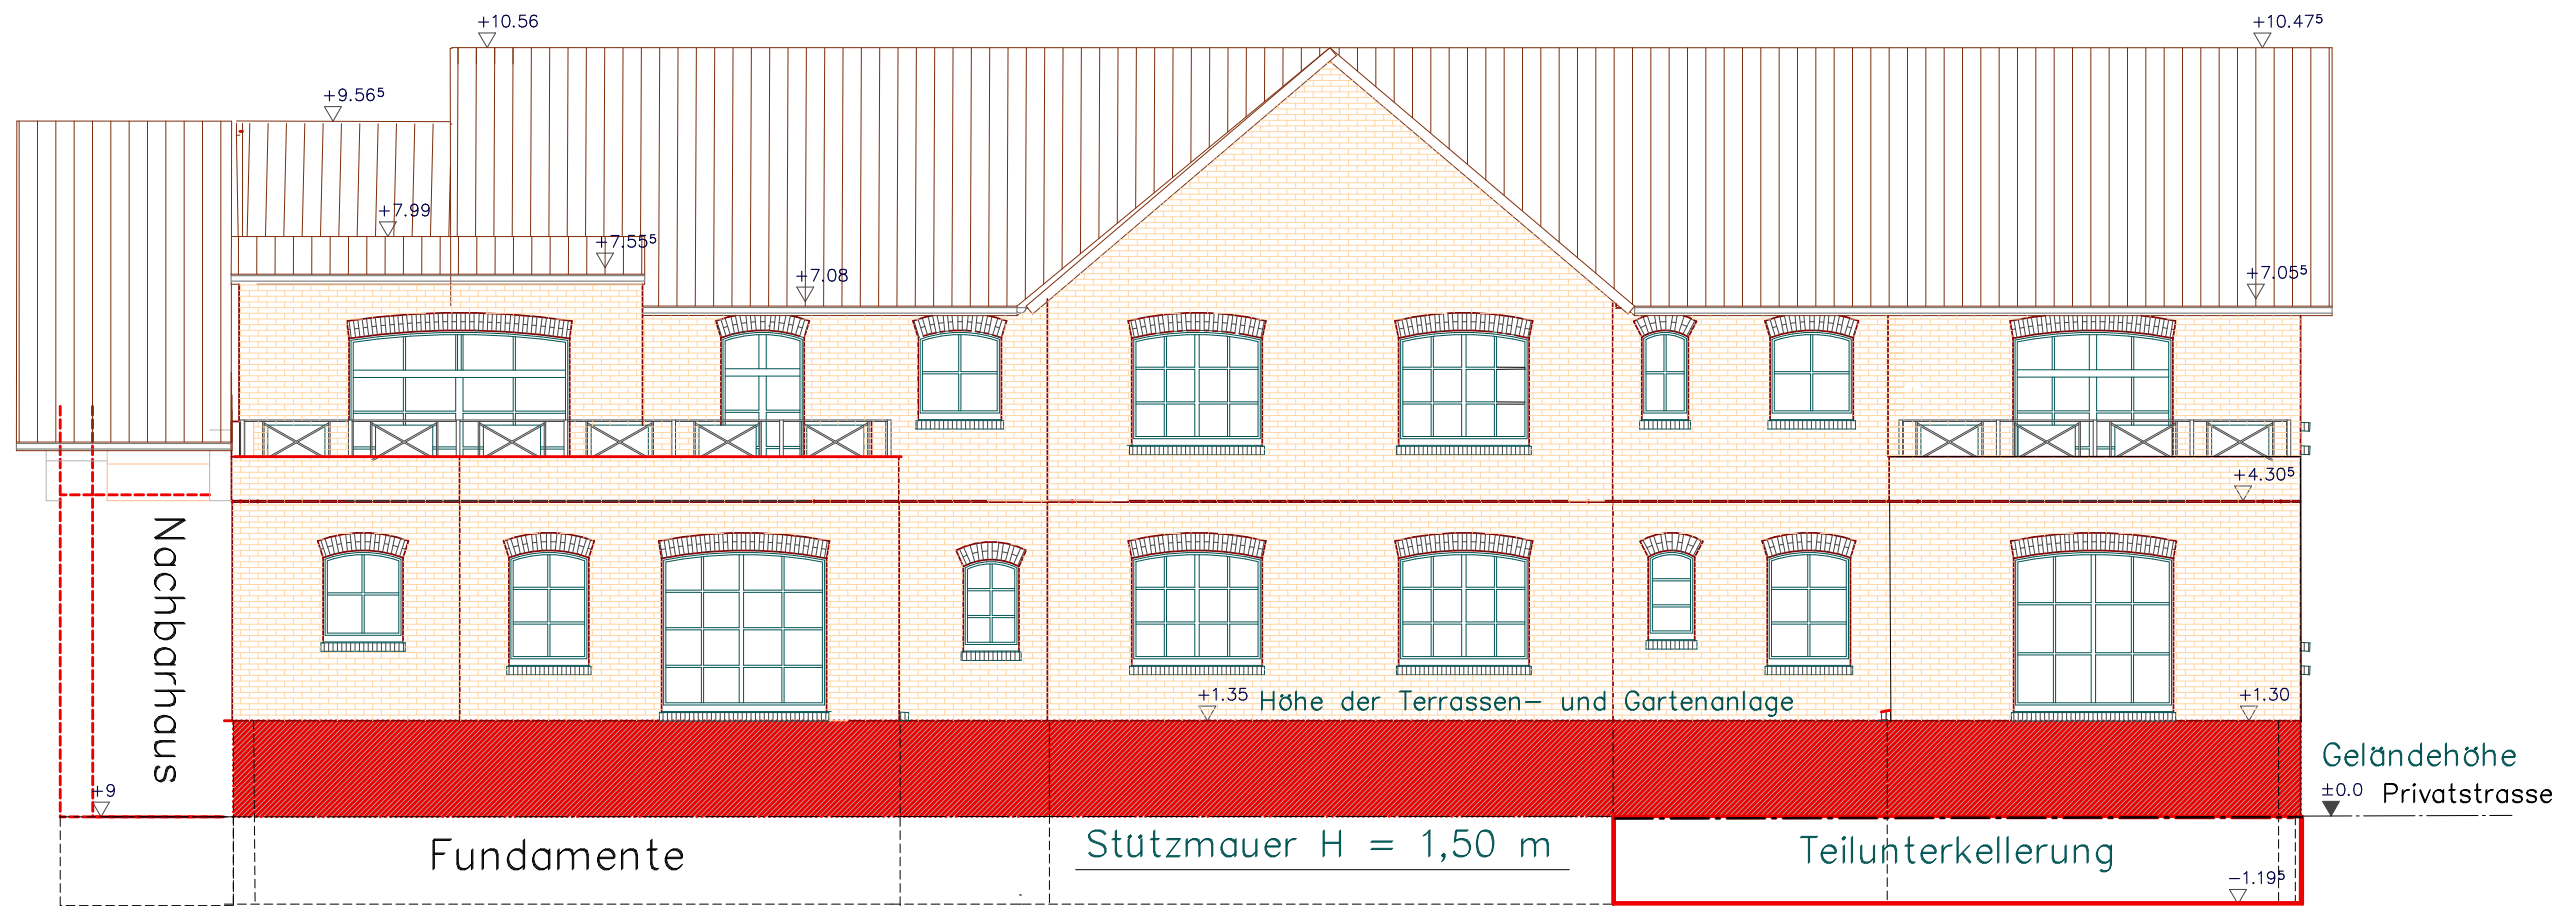 +10.56
+10.47⁵
+9.56⁵
+7.99
+7.55⁵
+7.08
+7.05⁵
+4.30⁵
Nachbarhaus
+1.35 Höhe der Terrassen– und Gartenanlage
+1.30
Geländehöhe
+9
±0.0 Privatstrasse
Fundamente
Stützmauer H = 1,50 m
Teilunterkellerung
−1.19⁵